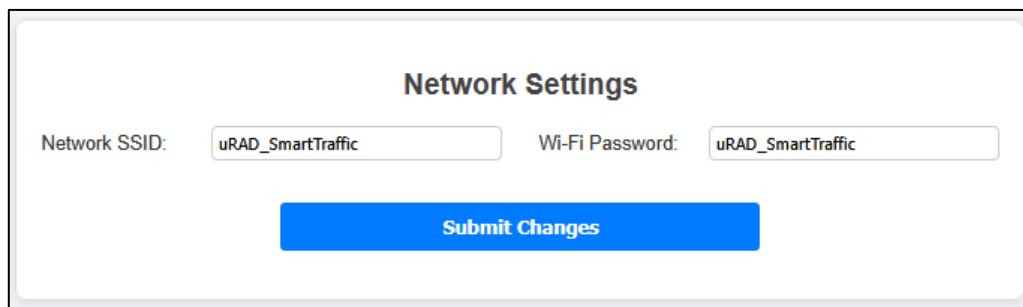 Network Settings
Network SSID: uRAD_SmartTraffic Wi-Fi Password: uRAD_SmartTraffic
Submit Changes